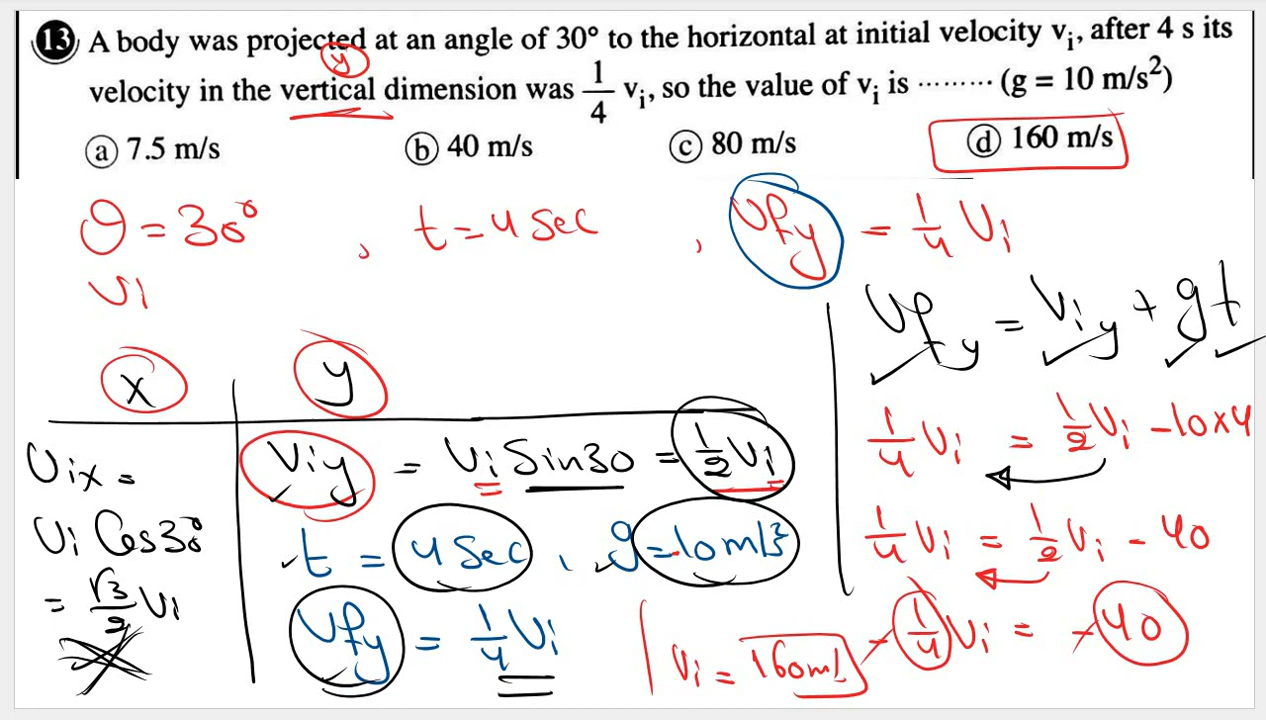 13 A body was projected at an angle of 30° to the horizontal at initial velocity vᵢ, after 4 s its
y
velocity in the vertical dimension was 1/4 vᵢ, so the value of vᵢ is ········· (g = 10 m/s²)
ⓐ 7.5 m/s ⓑ 40 m/s ⓒ 80 m/s ⓓ 160 m/s
θ = 30° , t = 4 sec , Vfy = 1/4 Vi
Vi
Vfy = Viy + gt
x y
1/4 Vi = 1/2 Vi - 10×4
Vix = Viy = Vi Sin30 = 1/2 Vi
Vi Cos30° t = 4 sec , g = -10 m/s²
1/4 Vi = 1/2 Vi - 40
= √3/2 Vi Vfy = 1/4 Vi
- 1/4 Vi = - 40
Vi = 160 m/s